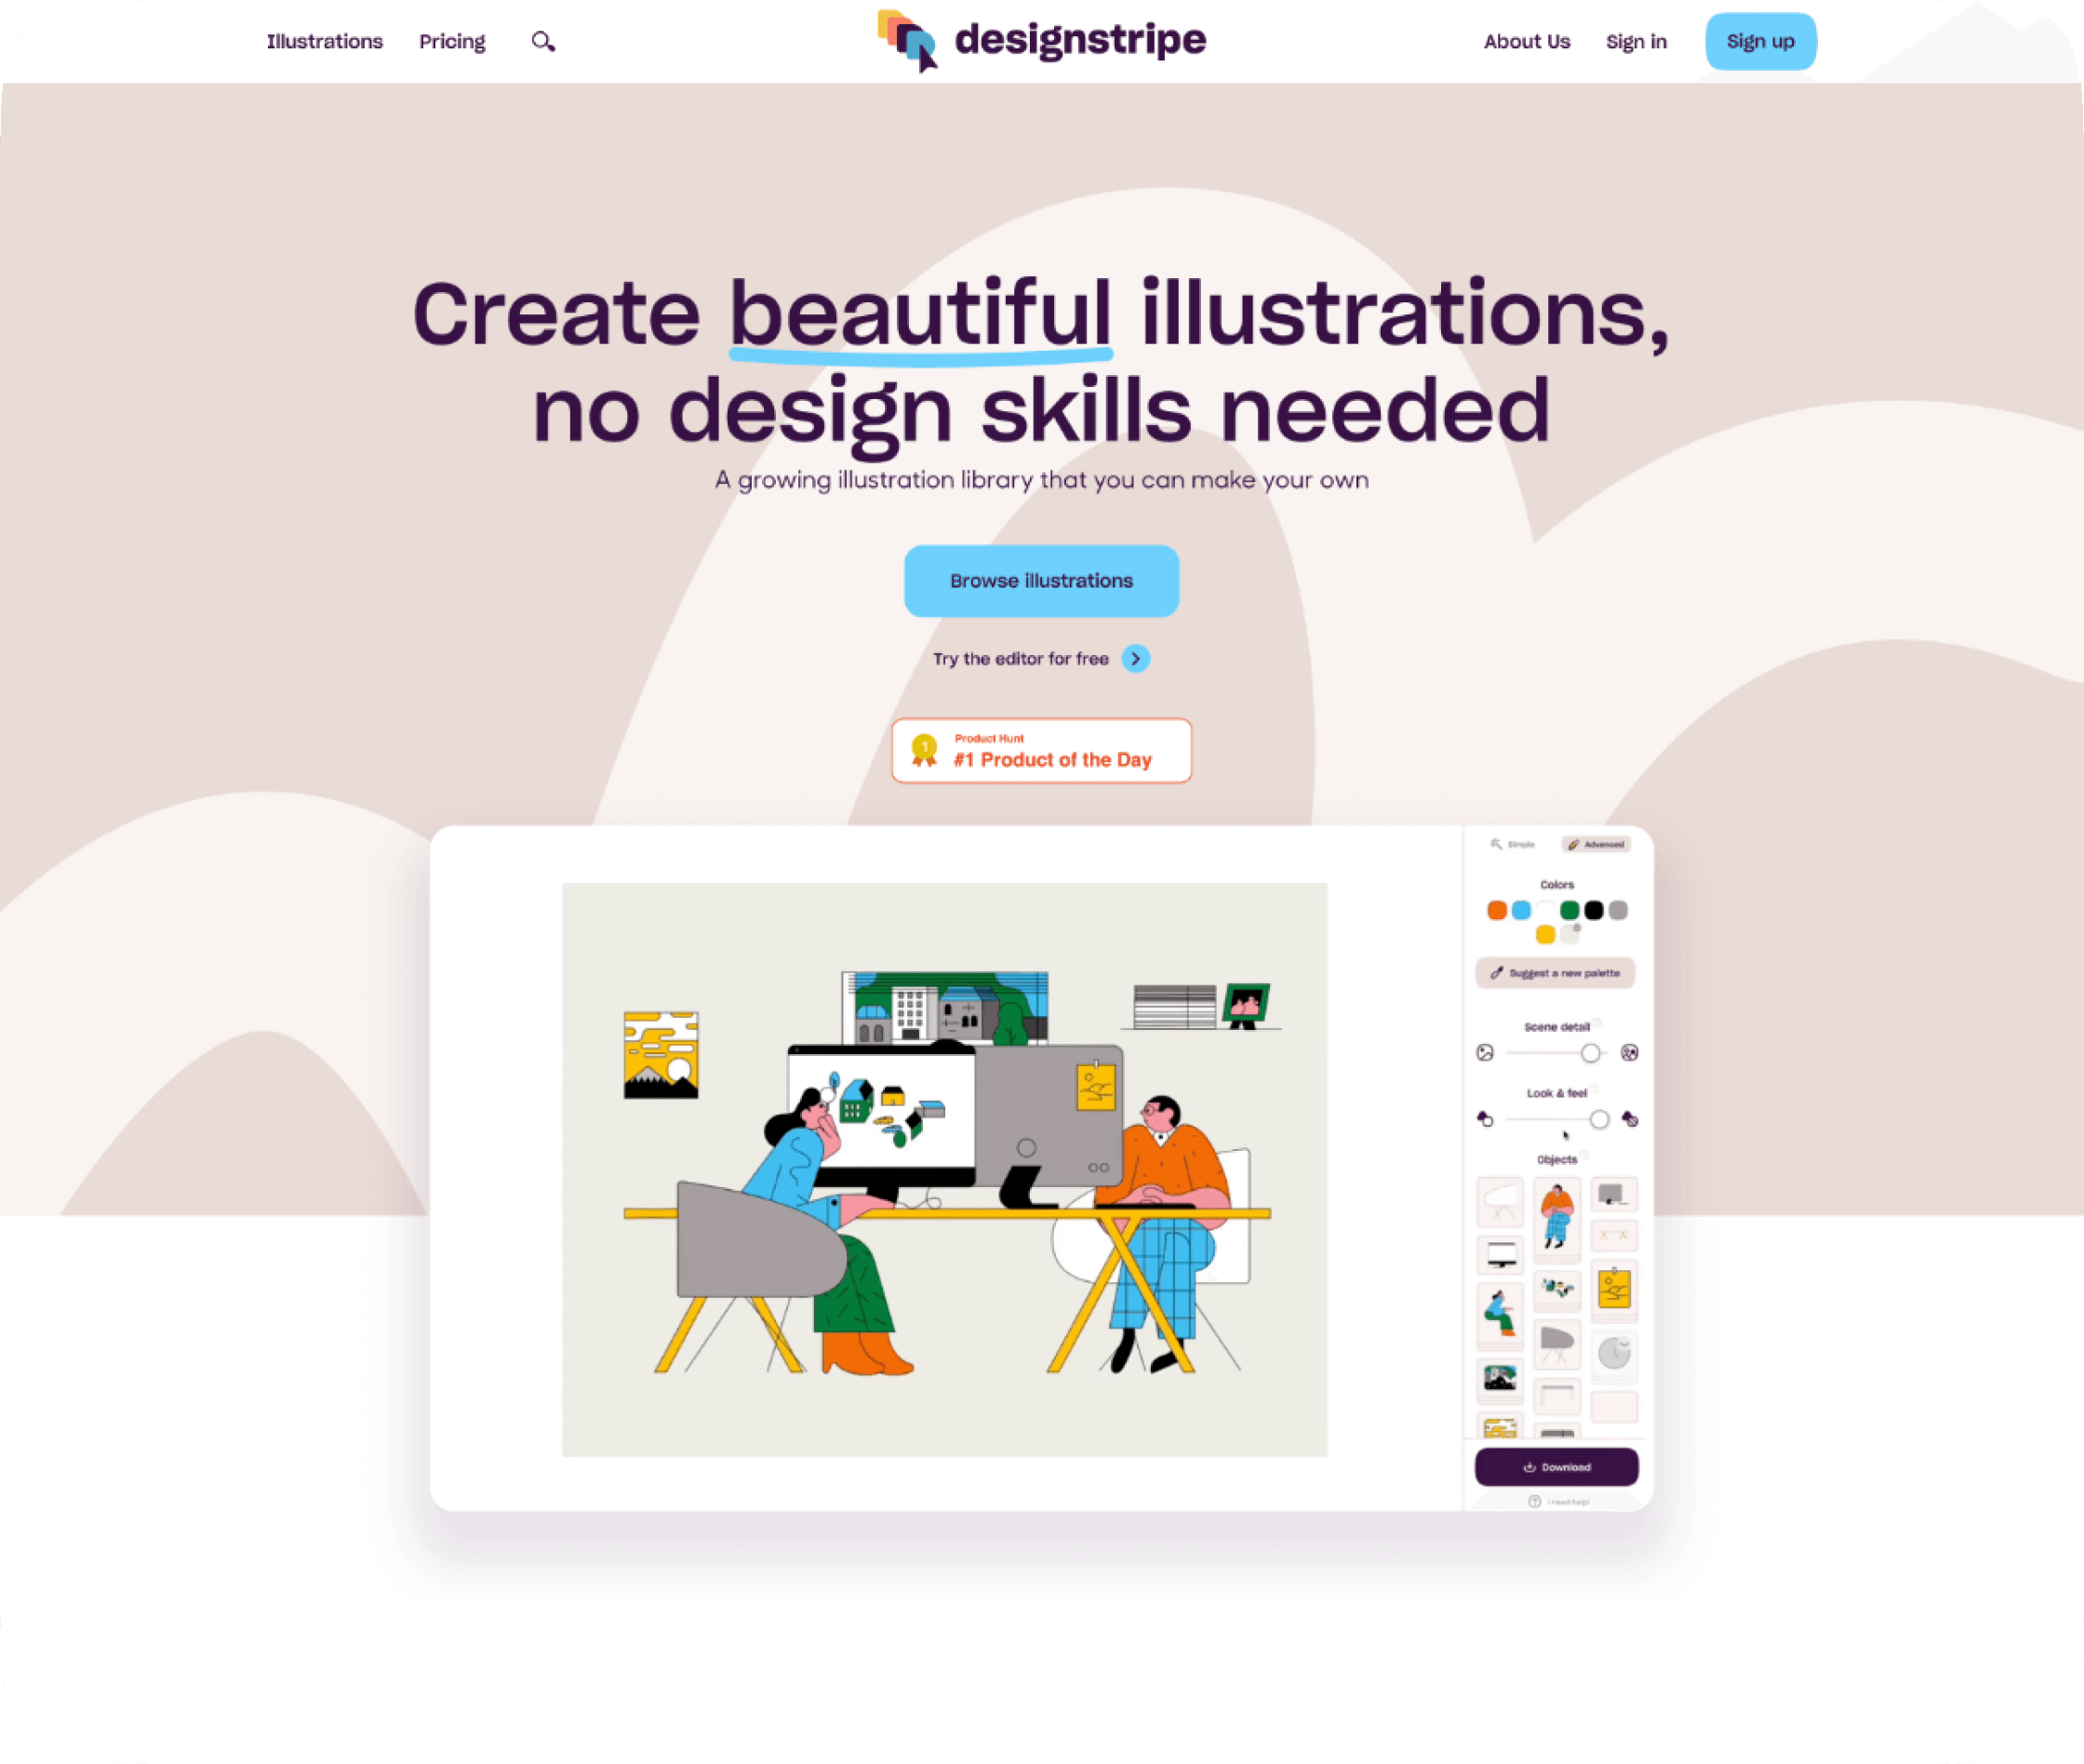 Illustrations
Pricing
designstripe
About Us
Sign in
Sign up
Create beautiful illustrations,
no design skills needed
A growing illustration library that you can make your own
Browse illustrations
Try the editor for free
1
Product Hunt
#1 Product of the Day
Simple
Advanced
Colors
Suggest a new palette
Scene detail
Look & feel
Objects
Download
I need help!